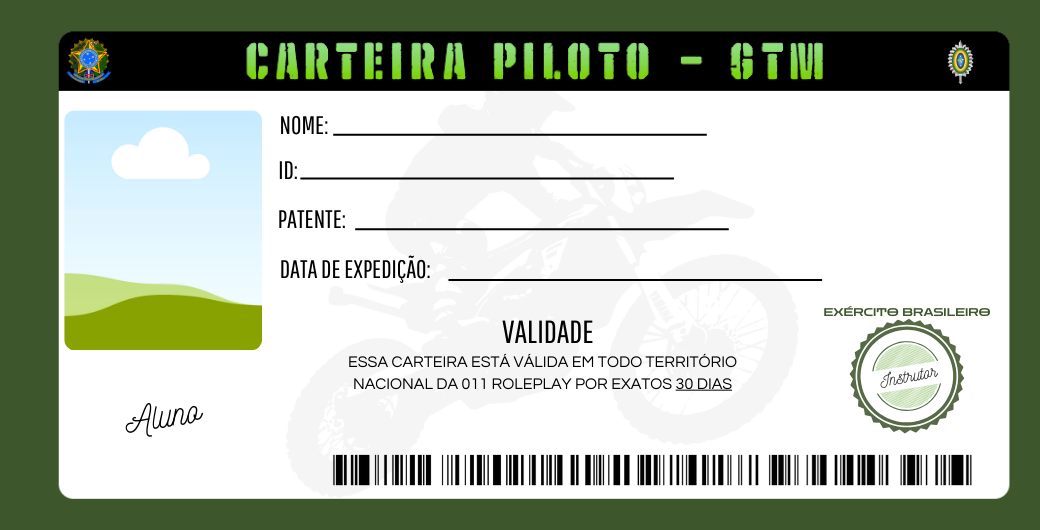 CARTEIRA PILOTO - GTM
NOME:
ID:
PATENTE:
DATA DE EXPEDIÇÃO:
EXÉRCITO BRASILEIRO
VALIDADE
ESSA CARTEIRA ESTÁ VÁLIDA EM TODO TERRITÓRIO
NACIONAL DA 011 ROLEPLAY POR EXATOS 30 DIAS
Instrutor
Aluno